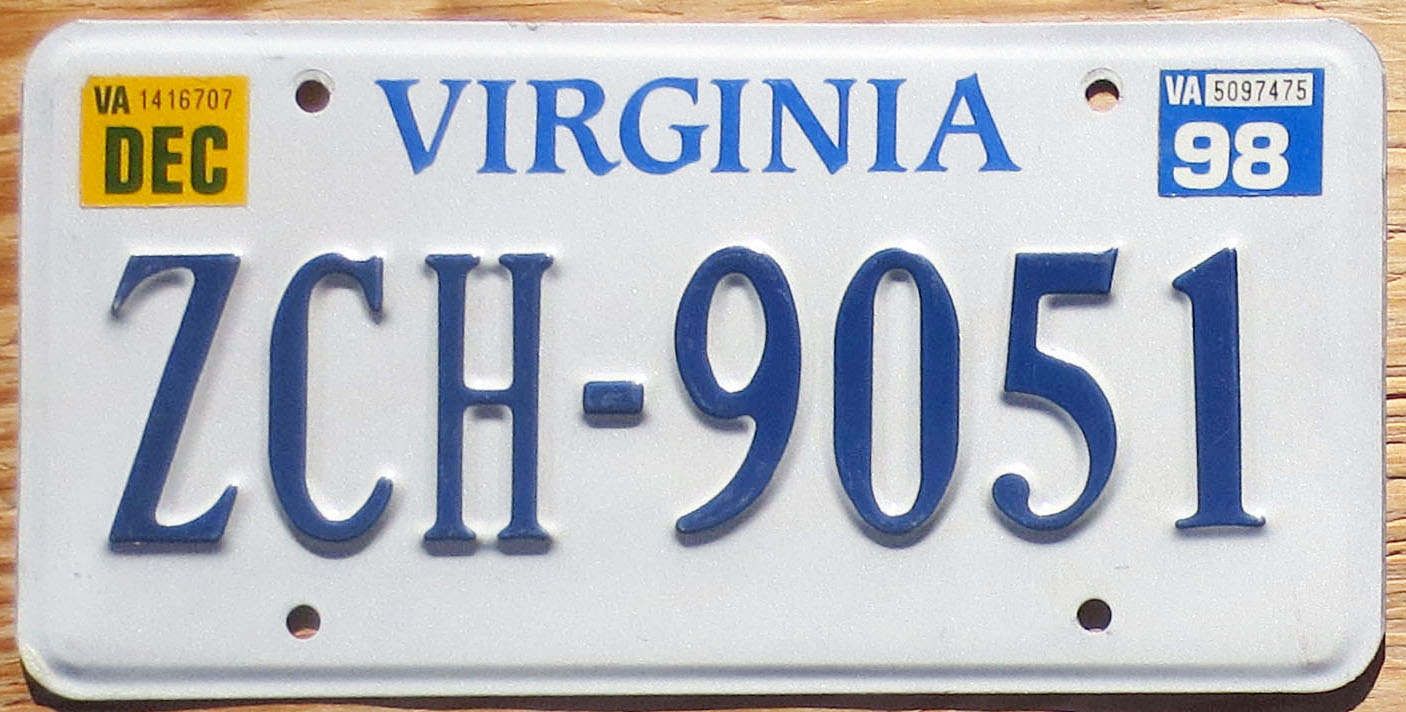 VA 1416707
DEC
VIRGINIA
VA 5097475
98
ZCH-9051